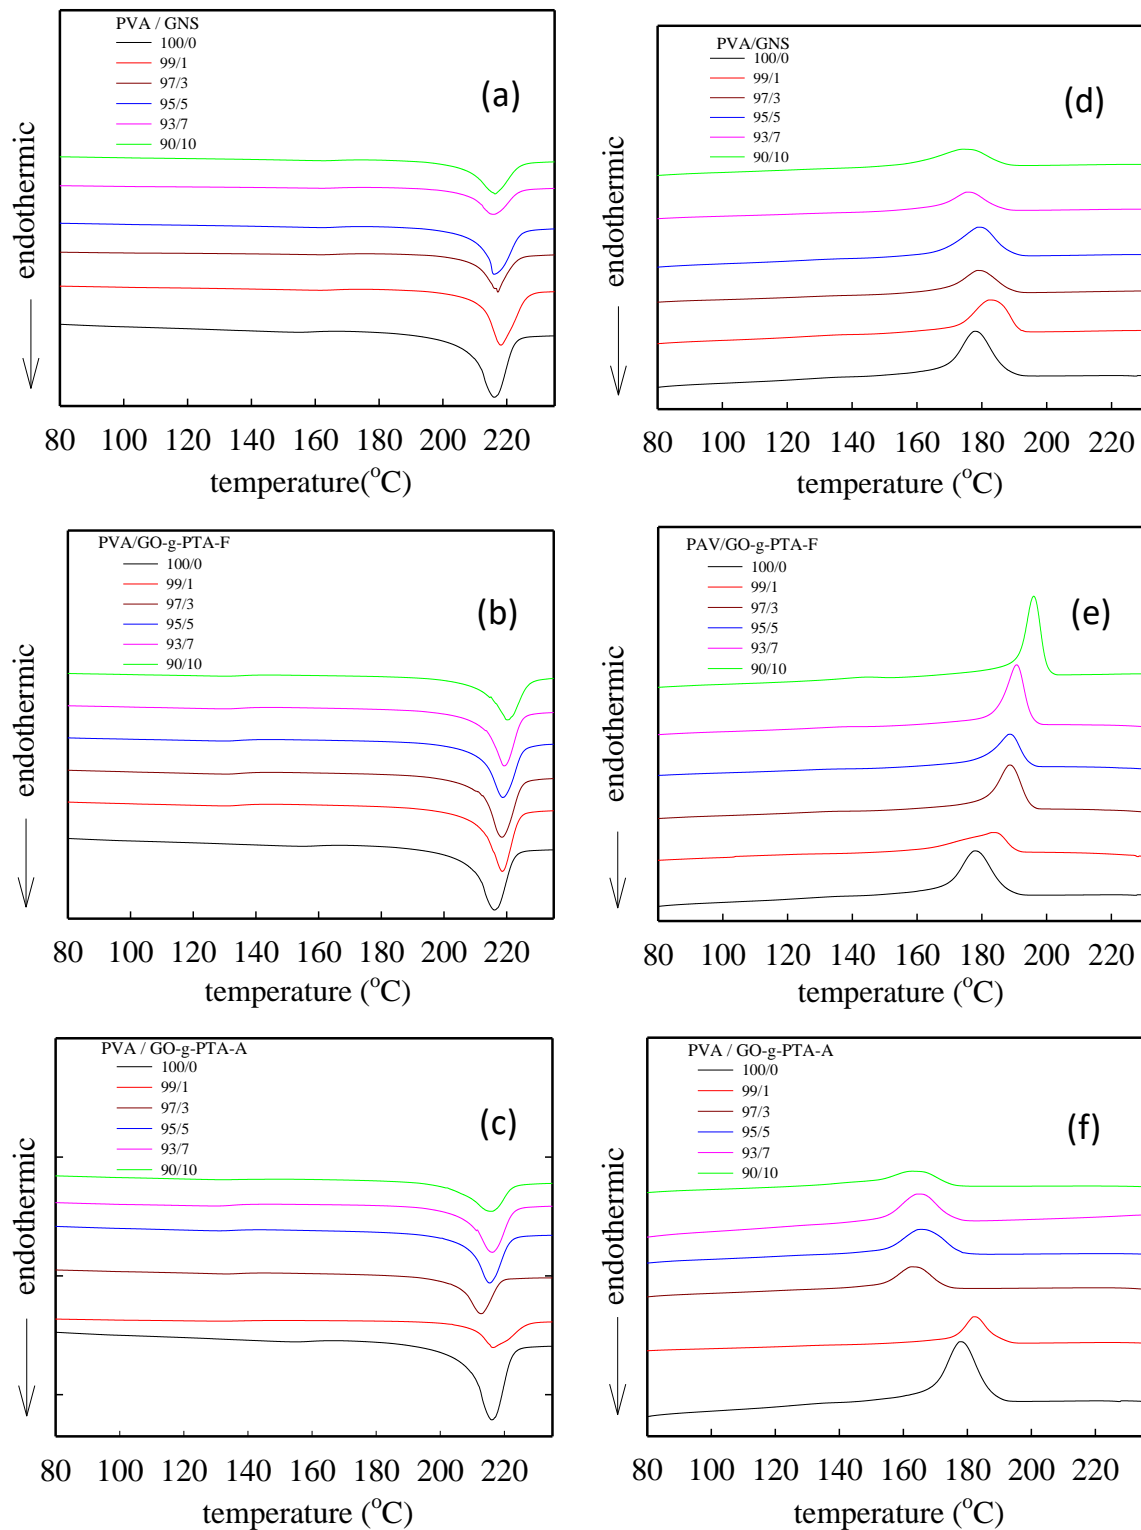 PVA / GNS
100/0
99/1
97/3
95/5
93/7
90/10
(a)
endothermic
80 100 120 140 160 180 200 220
temperature(°C)
PVA/GNS
100/0
99/1
97/3
95/5
93/7
90/10
(d)
endothermic
80 100 120 140 160 180 200 220
temperature (°C)
PVA/GO-g-PTA-F
100/0
99/1
97/3
95/5
93/7
90/10
(b)
endothermic
80 100 120 140 160 180 200 220
temperature (°C)
PAV/GO-g-PTA-F
100/0
99/1
97/3
95/5
93/7
90/10
(e)
endothermic
80 100 120 140 160 180 200 220
temperature (°C)
PVA / GO-g-PTA-A
100/0
99/1
97/3
95/5
93/7
90/10
(c)
endothermic
80 100 120 140 160 180 200 220
temperature (°C)
PVA / GO-g-PTA-A
100/0
99/1
97/3
95/5
93/7
90/10
(f)
endothermic
80 100 120 140 160 180 200 220
temperature (°C)